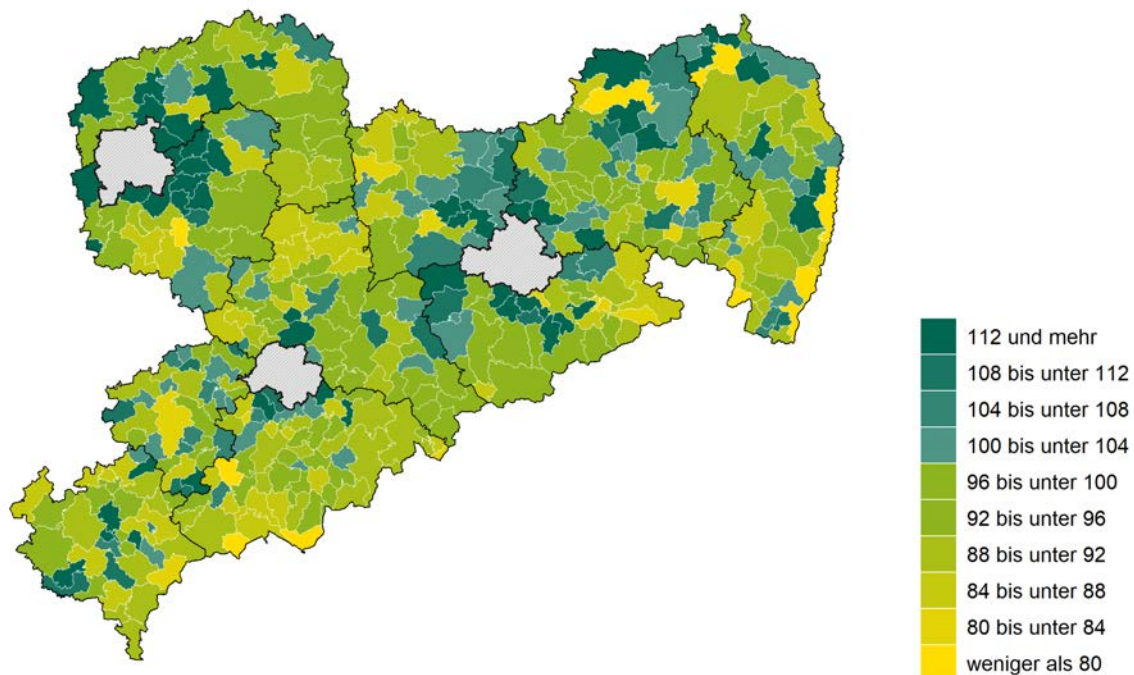 112 und mehr
108 bis unter 112
104 bis unter 108
100 bis unter 104
96 bis unter 100
92 bis unter 96
88 bis unter 92
84 bis unter 88
80 bis unter 84
weniger als 80